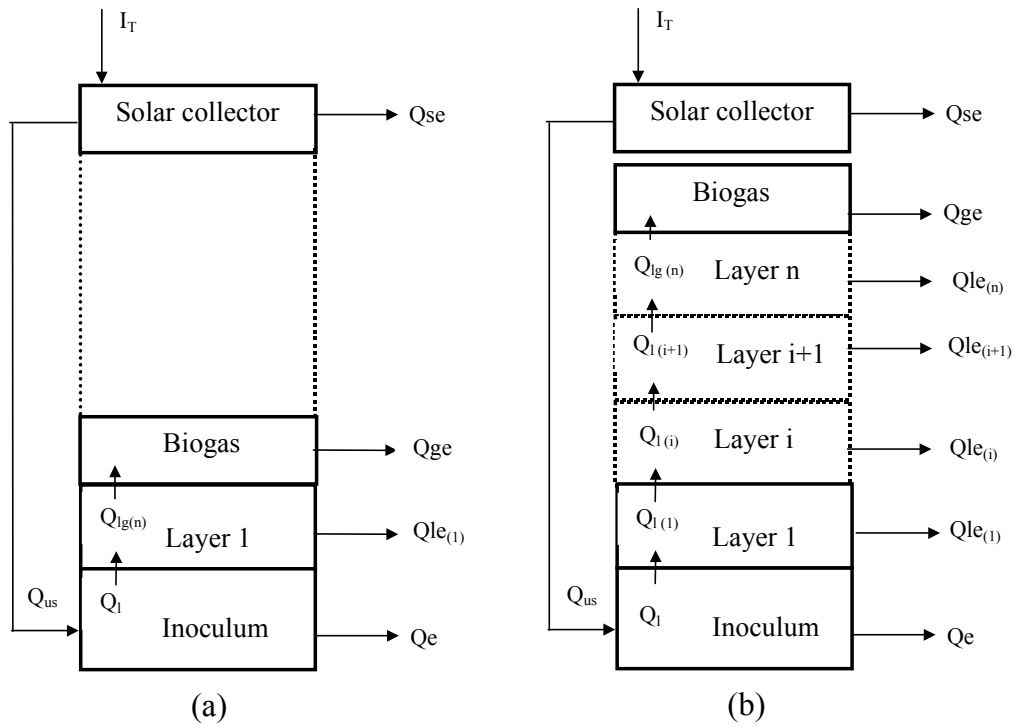 I_T
Solar collector
Qse
Biogas
Qge
Q_lg(n)
Layer 1
Qle_(1)
Q_us
Q_l
Inoculum
Qe
(a)
I_T
Solar collector
Qse
Biogas
Qge
Q_lg (n)
Layer n
Qle_(n)
Q_l (i+1)
Layer i+1
Qle_(i+1)
Q_l (i)
Layer i
Qle_(i)
Q_l (1)
Layer 1
Qle_(1)
Q_us
Q_l
Inoculum
Qe
(b)